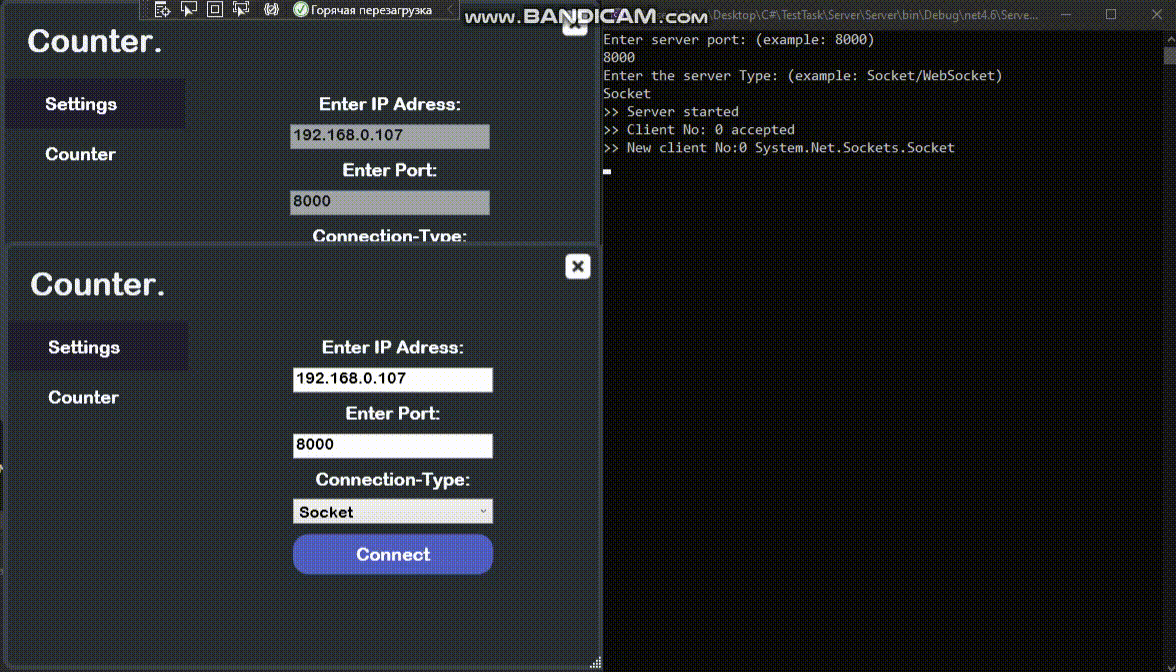 Горячая перезагрузка
www.BANDICAM.com
Counter.
Settings
Counter
Enter IP Adress:
192.168.0.107
Enter Port:
8000
Connection-Type:
Counter.
Settings
Counter
Enter IP Adress:
192.168.0.107
Enter Port:
8000
Connection-Type:
Socket
Connect
\Desktop\C#\TestTask\Server\Server\bin\Debug\net4.6\Serve...
Enter server port: (example: 8000)
8000
Enter the server Type: (example: Socket/WebSocket)
Socket
>> Server started
>> Client No: 0 accepted
>> New client No:0 System.Net.Sockets.Socket